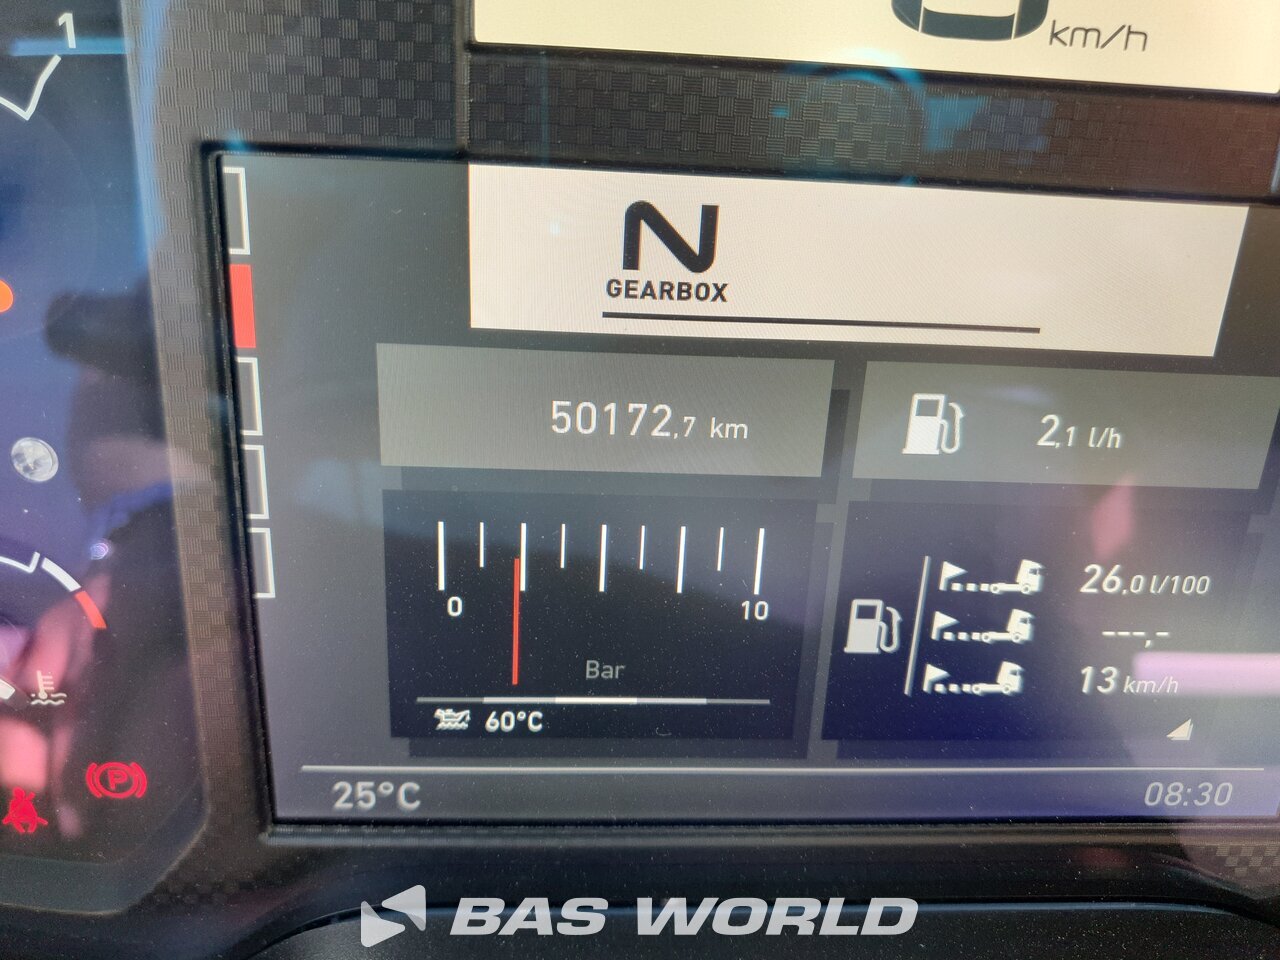 1
km/h
N
GEARBOX
50172,7 km
2,1 l/h
0
10
Bar
60°C
26,0 l/100
---,-
13 km/h
P
25°C
08:30
BAS WORLD